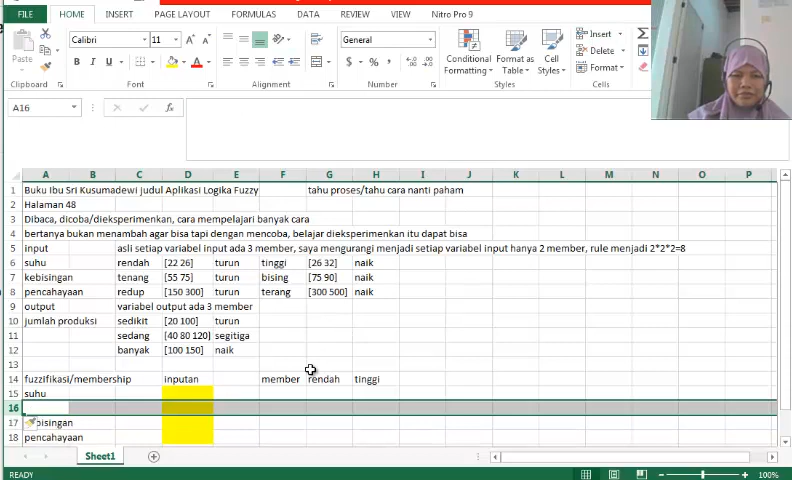 FILE HOME INSERT PAGE LAYOUT FORMULAS DATA REVIEW VIEW Nitro Pro 9
Calibri 11 General Insert
Paste B I U Conditional Formatting Format as Table Cell Styles Delete
Format
Clipboard Font Alignment Number Styles Cells
A16 fx
A B C D E F G H I J K L M N O P
1 Buku Ibu Sri Kusumadewi judul Aplikasi Logika Fuzzy tahu proses/tahu cara nanti paham
2 Halaman 48
3 Dibaca, dicoba/dieksperimenkan, cara mempelajari banyak cara
4 bertanya bukan menambah agar bisa tapi dengan mencoba, belajar dieksperimenkan itu dapat bisa
5 input asli setiap variabel input ada 3 member, saya mengurangi menjadi setiap variabel input hanya 2 member, rule menjadi 2*2*2=8
6 suhu rendah [22 26] turun tinggi [26 32] naik
7 kebisingan tenang [55 75] turun bising [75 90] naik
8 pencahayaan redup [150 300] turun terang [300 500] naik
9 output variabel output ada 3 member
10 jumlah produksi sedikit [20 100] turun
11 sedang [40 80 120] segitiga
12 banyak [100 150] naik
13
14 fuzzifikasi/membership inputan member rendah tinggi
15 suhu
16
17 bisingan
18 pencahayaan
Sheet1
READY 100%